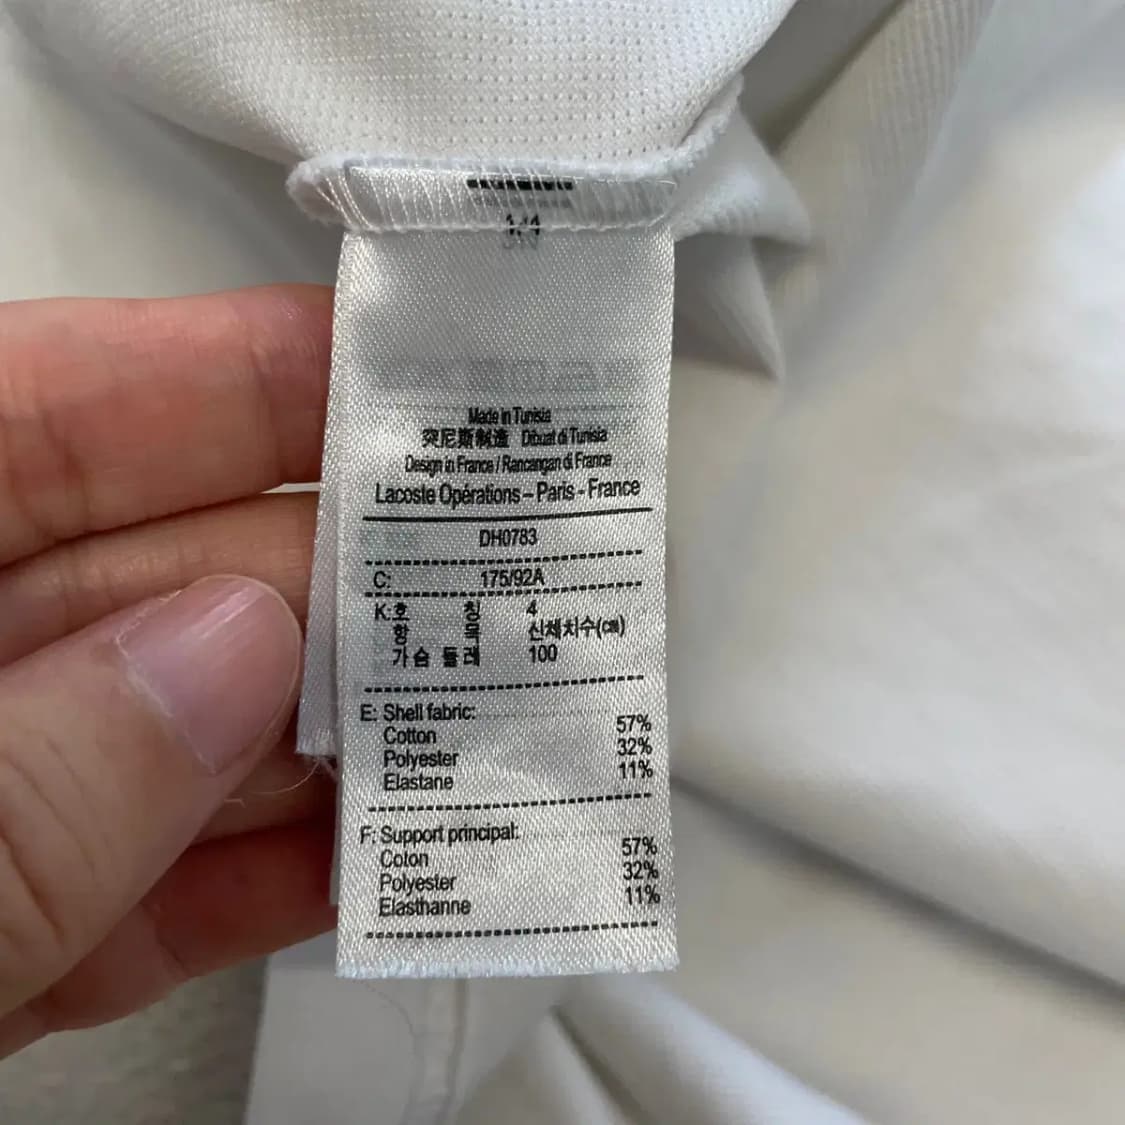 Made in Tunisia
突尼斯制造 Dibuat di Tunisia
Design in France / Rancangan di France
Lacoste Opérations – Paris - France
DH0783
C: 175/92A
K:호 칭 4
항 목 신체치수(㎝)
가슴 둘레 100
E: Shell fabric:
Cotton 57%
Polyester 32%
Elastane 11%
F: Support principal:
Coton 57%
Polyester 32%
Elasthanne 11%